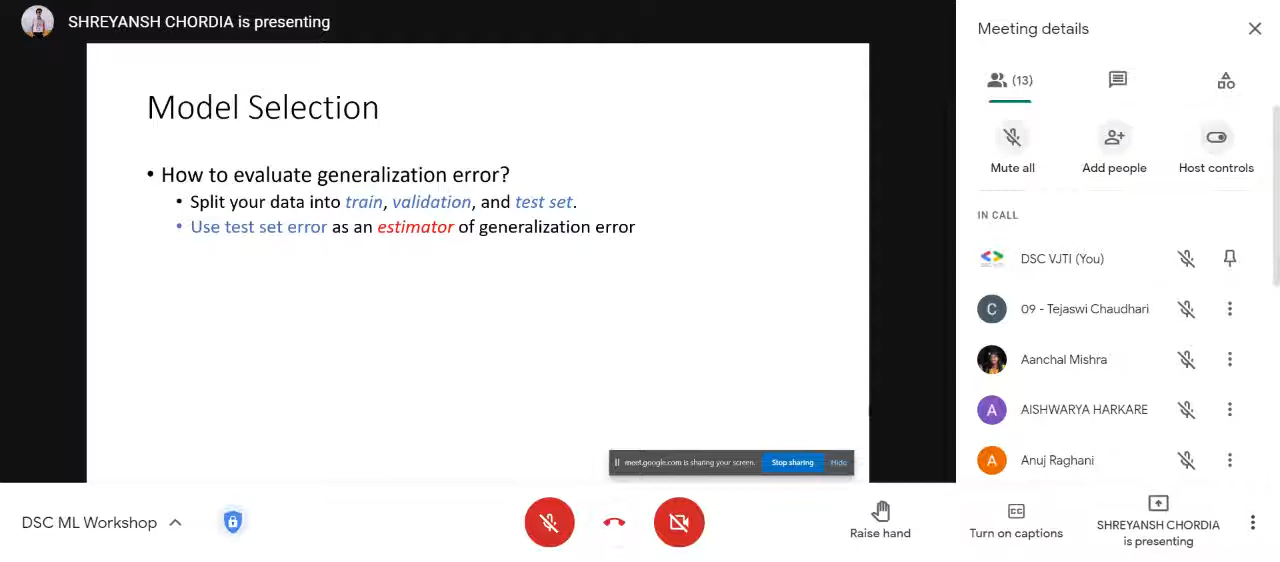 SHREYANSH CHORDIA is presenting
Model Selection
• How to evaluate generalization error?
• Split your data into train, validation, and test set.
• Use test set error as an estimator of generalization error
meet.google.com is sharing your screen.
Stop sharing
Hide
Meeting details
(13)
Mute all
Add people
Host controls
IN CALL
DSC VJTI (You)
C
09 - Tejaswi Chaudhari
Aanchal Mishra
A
AISHWARYA HARKARE
A
Anuj Raghani
DSC ML Workshop
Raise hand
CC
Turn on captions
SHREYANSH CHORDIA
is presenting